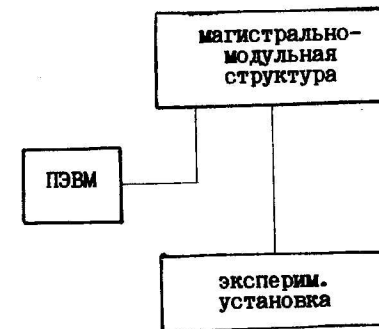 магистрально-
модульная
структура
ПЭВМ
эксперим.
установка